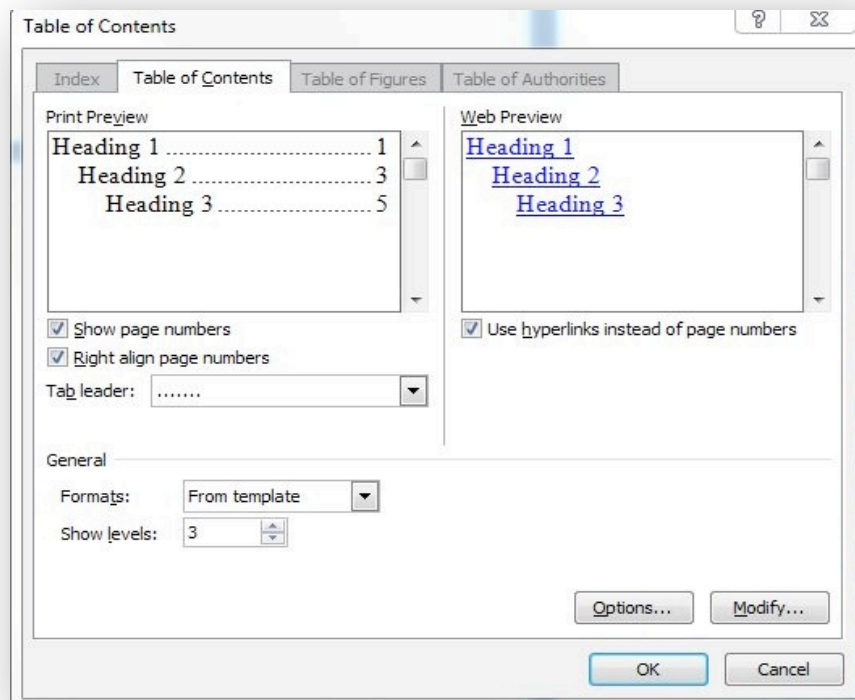 Table of Contents
Index Table of Contents Table of Figures Table of Authorities
Print Preview
Heading 1 ........................................ 1
Heading 2 .................................... 3
Heading 3 ............................... 5
Show page numbers
Right align page numbers
Tab leader: .......
Web Preview
Heading 1
Heading 2
Heading 3
Use hyperlinks instead of page numbers
General
Formats: From template
Show levels: 3
Options... Modify...
OK Cancel